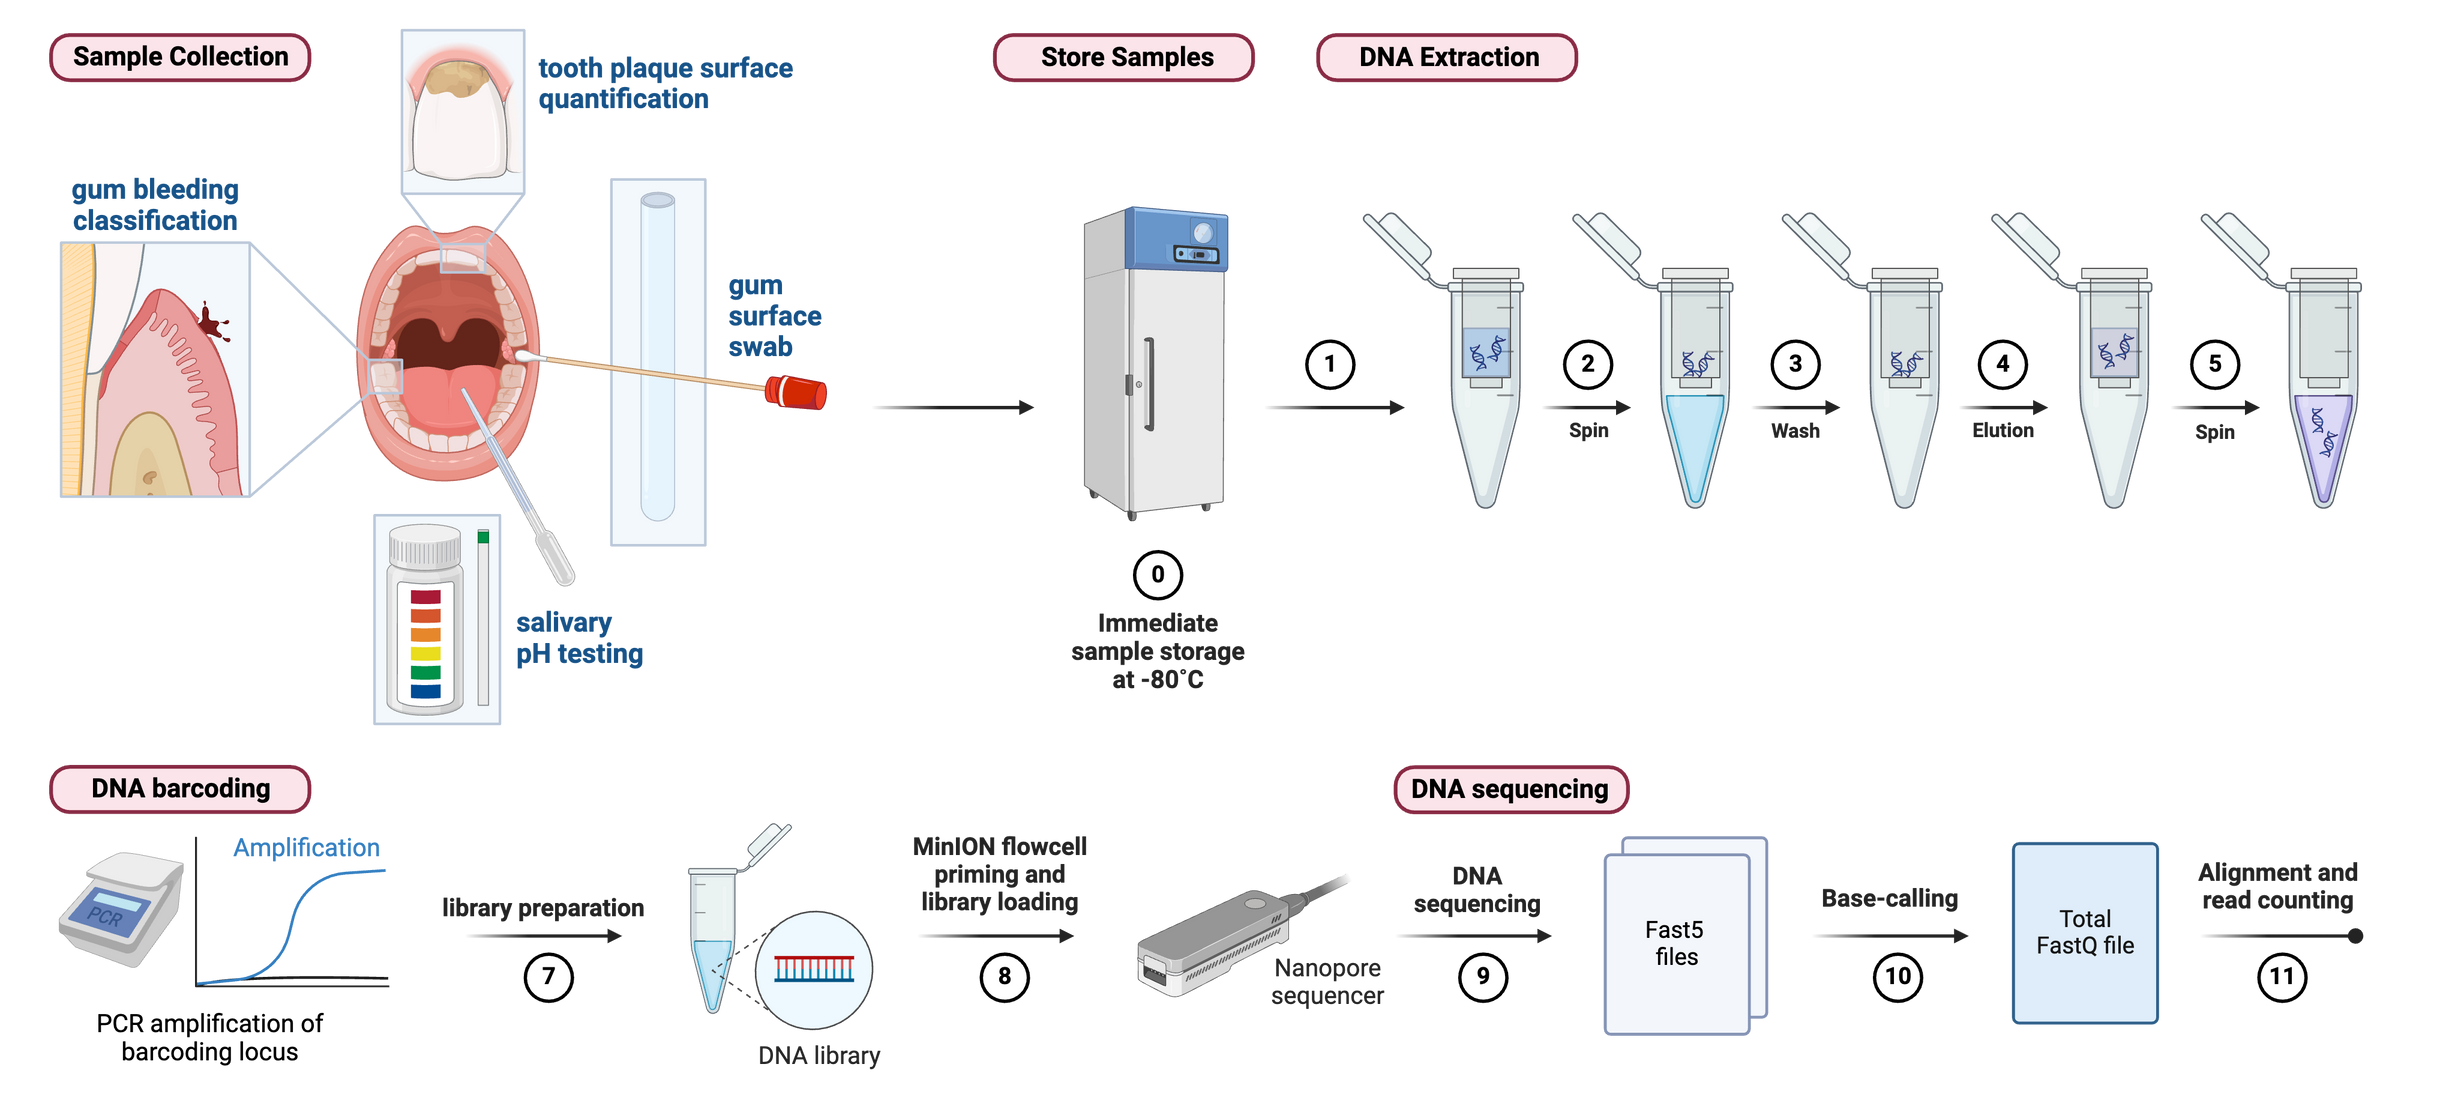 Sample Collection
tooth plaque surface
quantification
gum bleeding
classification
gum
surface
swab
salivary
pH testing
Store Samples
0
Immediate
sample storage
at -80°C
DNA Extraction
1
2
Spin
3
Wash
4
Elution
5
Spin
DNA barcoding
Amplification
PCR
PCR amplification of
barcoding locus
library preparation
7
DNA library
MinION flowcell
priming and
library loading
8
Nanopore
sequencer
DNA sequencing
DNA
sequencing
9
Fast5
files
Base-calling
10
Total
FastQ file
Alignment and
read counting
11